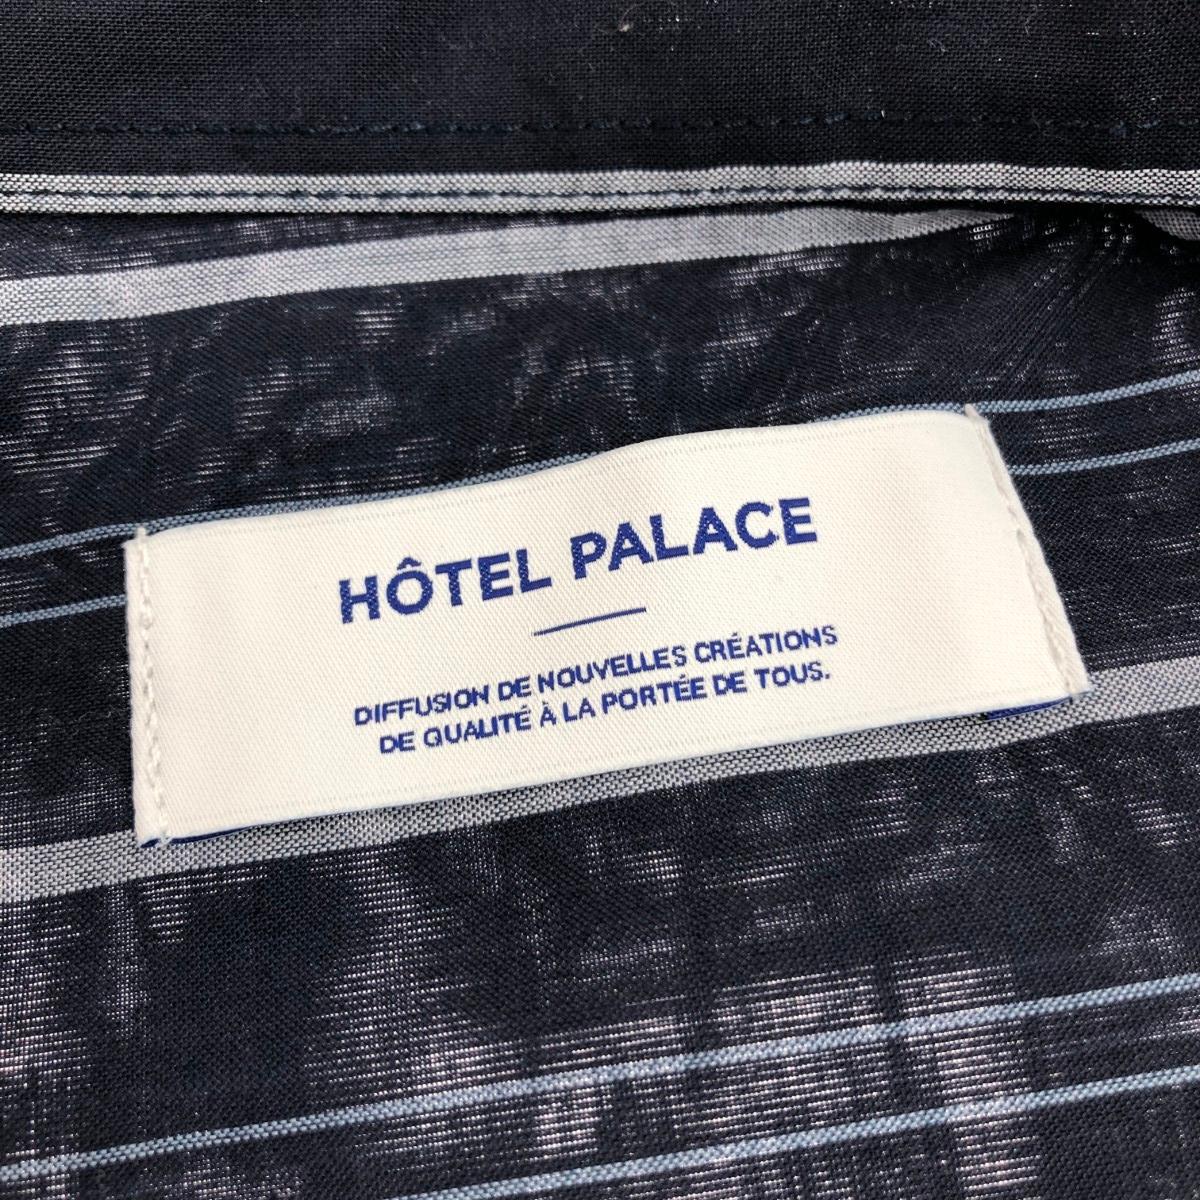 HÔTEL PALACE
DIFFUSION DE NOUVELLES CRÉATIONS
DE QUALITÉ À LA PORTÉE DE TOUS.